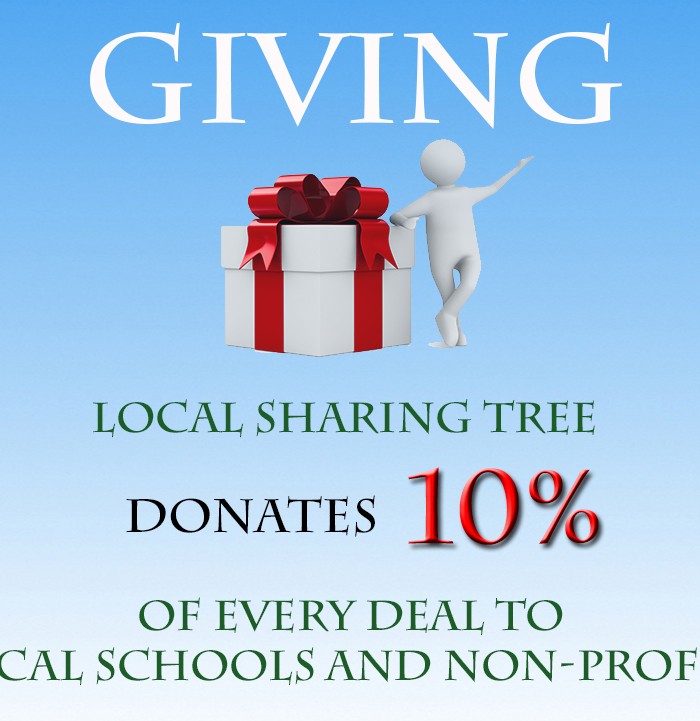 GIVING
LOCAL SHARING TREE
DONATES 10%
OF EVERY DEAL TO
CAL SCHOOLS AND NON-PROF